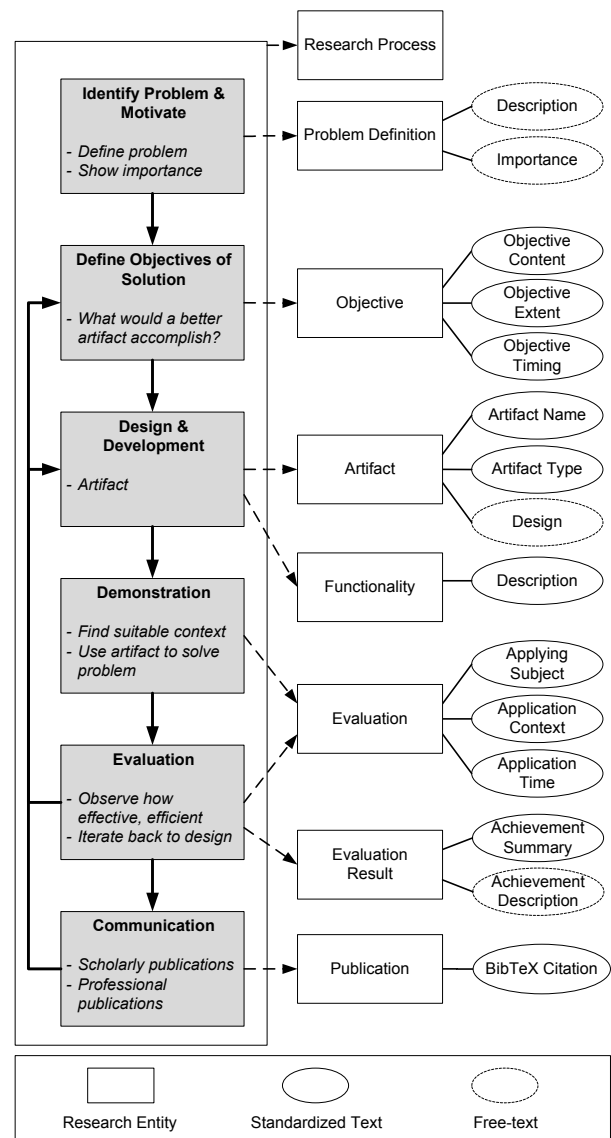 Research Process
Identify Problem &
Motivate
- Define problem
- Show importance
Problem Definition
Description
Importance
Define Objectives of
Solution
- What would a better
artifact accomplish?
Objective
Objective
Content
Objective
Extent
Objective
Timing
Design &
Development
- Artifact
Artifact
Artifact Name
Artifact Type
Design
Functionality
Description
Demonstration
- Find suitable context
- Use artifact to solve
problem
Evaluation
Applying
Subject
Application
Context
Application
Time
Evaluation
- Observe how
effective, efficient
- Iterate back to design
Evaluation
Result
Achievement
Summary
Achievement
Description
Communication
- Scholarly publications
- Professional
publications
Publication
BibTeX Citation
Research Entity
Standardized Text
Free-text